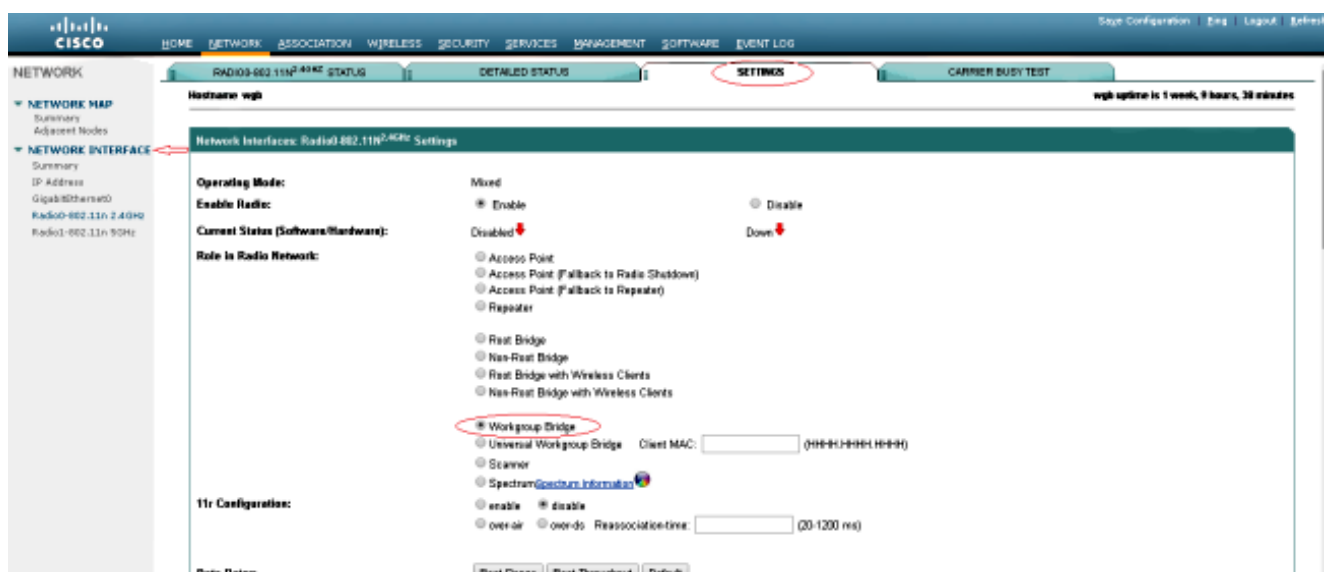 Save Configuration | Ping | Logout | Refresh
CISCO
HOME NETWORK ASSOCIATION WIRELESS SECURITY SERVICES MANAGEMENT SOFTWARE EVENT LOG
NETWORK
RADIO0-802.11N2.4GHZ STATUS
DETAILED STATUS
SETTINGS
CARRIER BUSY TEST
NETWORK MAP
Summary
Adjacent Nodes
NETWORK INTERFACE
Summary
IP Address
GigabitEthernet0
Radio0-802.11n 2.4GHz
Radio1-802.11n 5GHz
Hostname wgb
wgb uptime is 1 week, 9 hours, 38 minutes
Network Interfaces: Radio0-802.11N2.4GHz Settings
Operating Mode: Mixed
Enable Radio: Enable Disable
Current Status (Software/Hardware): Disabled Down
Role in Radio Network: Access Point
Access Point (Fallback to Radio Shutdown)
Access Point (Fallback to Repeater)
Repeater
Root Bridge
Non-Root Bridge
Root Bridge with Wireless Clients
Non-Root Bridge with Wireless Clients
Workgroup Bridge
Universal Workgroup Bridge Client MAC: (HHHH.HHHH.HHHH)
Scanner
Spectrum Spectrum Information
11r Configuration: enable disable
over-air over-ds Reassociation-time: (20-1200 ms)